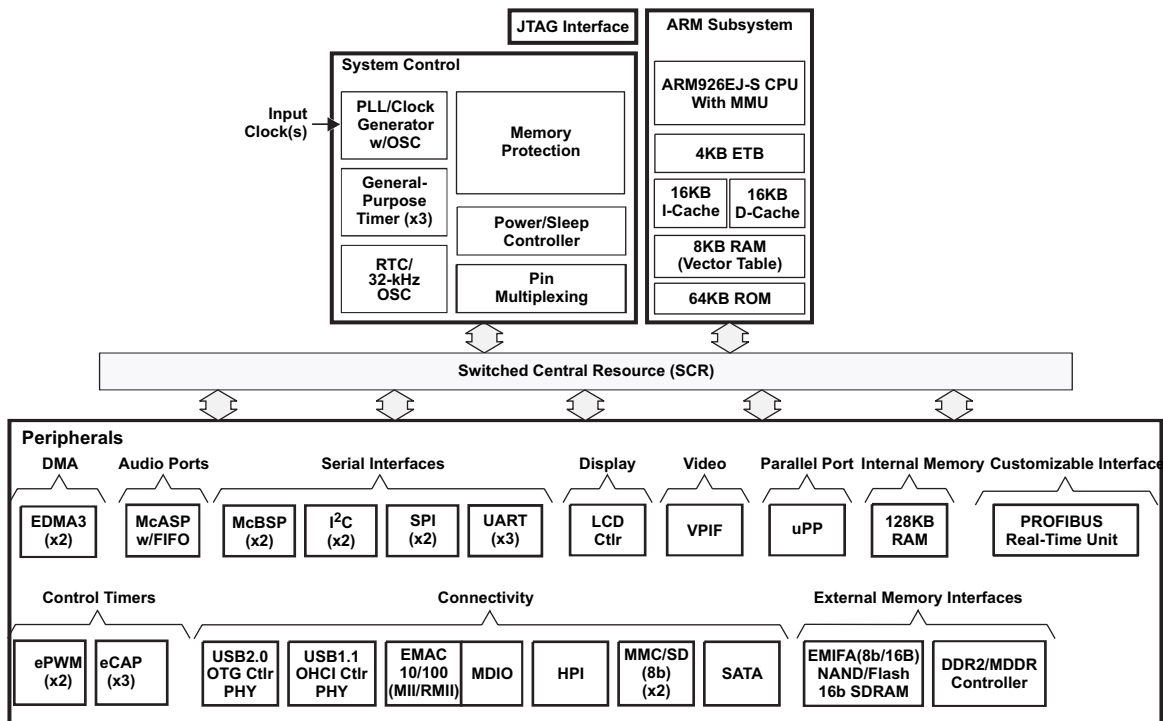 JTAG Interface
ARM Subsystem
System Control
ARM926EJ-S CPU
With MMU
Input
Clock(s)
PLL/Clock
Generator
w/OSC
Memory
Protection
4KB ETB
General-
Purpose
Timer (x3)
16KB
I-Cache
16KB
D-Cache
Power/Sleep
Controller
8KB RAM
(Vector Table)
RTC/
32-kHz
OSC
Pin
Multiplexing
64KB ROM
Switched Central Resource (SCR)
Peripherals
DMA
Audio Ports
Serial Interfaces
Display
Video
Parallel Port
Internal Memory
Customizable Interface
EDMA3
(x2)
McASP
w/FIFO
McBSP
(x2)
I²C
(x2)
SPI
(x2)
UART
(x3)
LCD
Ctlr
VPIF
uPP
128KB
RAM
PROFIBUS
Real-Time Unit
Control Timers
Connectivity
External Memory Interfaces
ePWM
(x2)
eCAP
(x3)
USB2.0
OTG Ctlr
PHY
USB1.1
OHCI Ctlr
PHY
EMAC
10/100
(MII/RMII)
MDIO
HPI
MMC/SD
(8b)
(x2)
SATA
EMIFA(8b/16B)
NAND/Flash
16b SDRAM
DDR2/MDDR
Controller